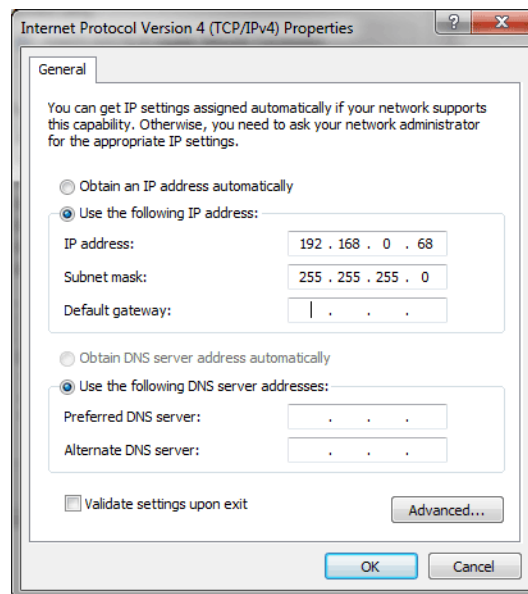 Internet Protocol Version 4 (TCP/IPv4) Properties
General
You can get IP settings assigned automatically if your network supports
this capability. Otherwise, you need to ask your network administrator
for the appropriate IP settings.
Obtain an IP address automatically
Use the following IP address:
IP address: 192 . 168 . 0 . 68
Subnet mask: 255 . 255 . 255 . 0
Default gateway: . . .
Obtain DNS server address automatically
Use the following DNS server addresses:
Preferred DNS server: . . .
Alternate DNS server: . . .
Validate settings upon exit
Advanced...
OK Cancel